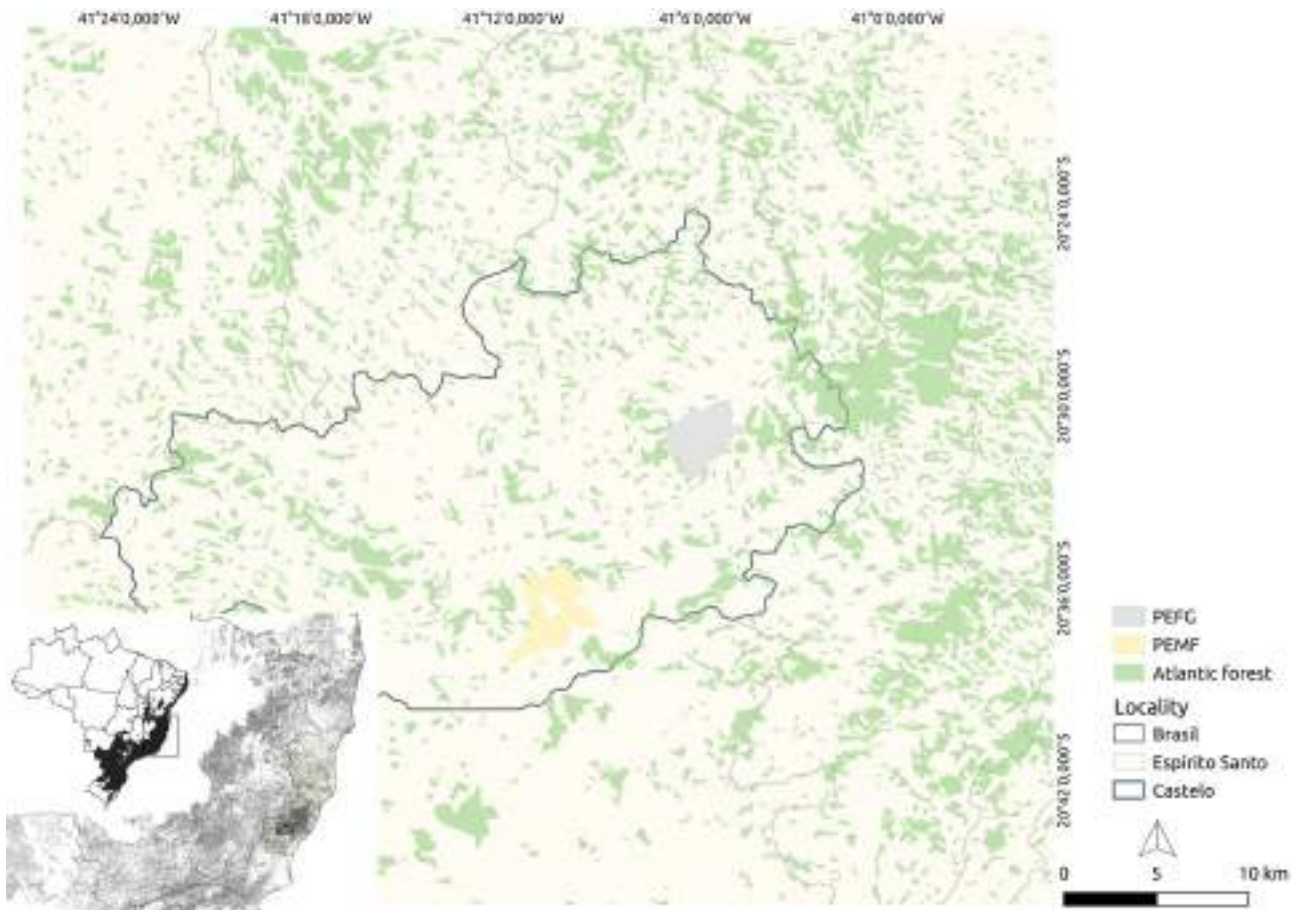 41°24'0,000"W 41°18'0,000"W 41°12'0,000"W 41°6'0,000"W 41°0'0,000"W
20°24'0,000"S
20°30'0,000"S
20°36'0,000"S
20°42'0,000"S
PEFG
PEMF
Atlantic forest
Locality
Brasil
Espirito Santo
Castelo
0 5 10 km